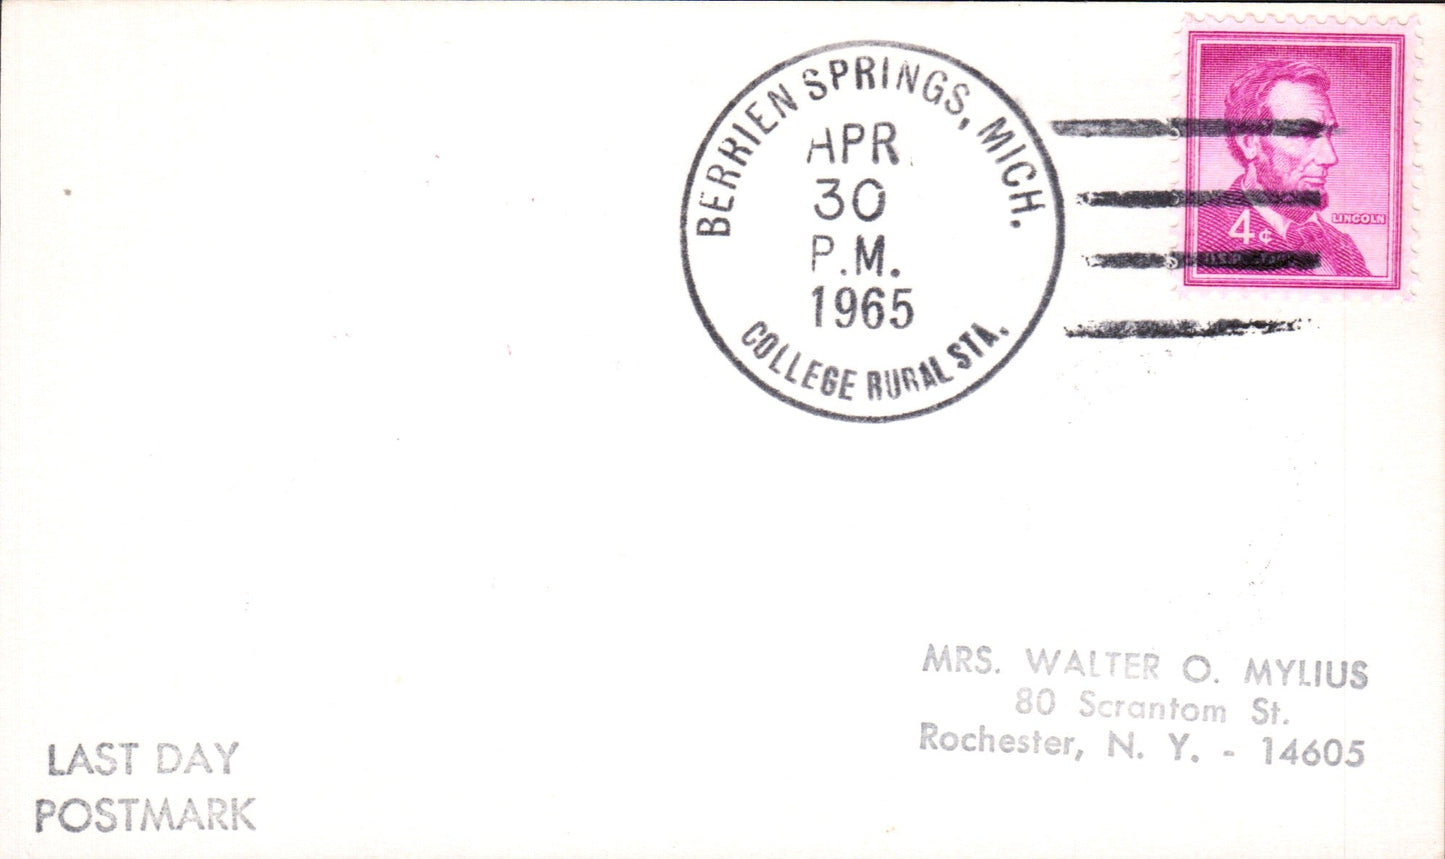 BERRIEN SPRINGS, MICH.
APR
30
P.M.
1965
COLLEGE RURAL STA.
LINCOLN
4¢
MRS. WALTER O. MYLIUS
80 Scrantom St.
Rochester, N. Y. - 14605
LAST DAY
POSTMARK